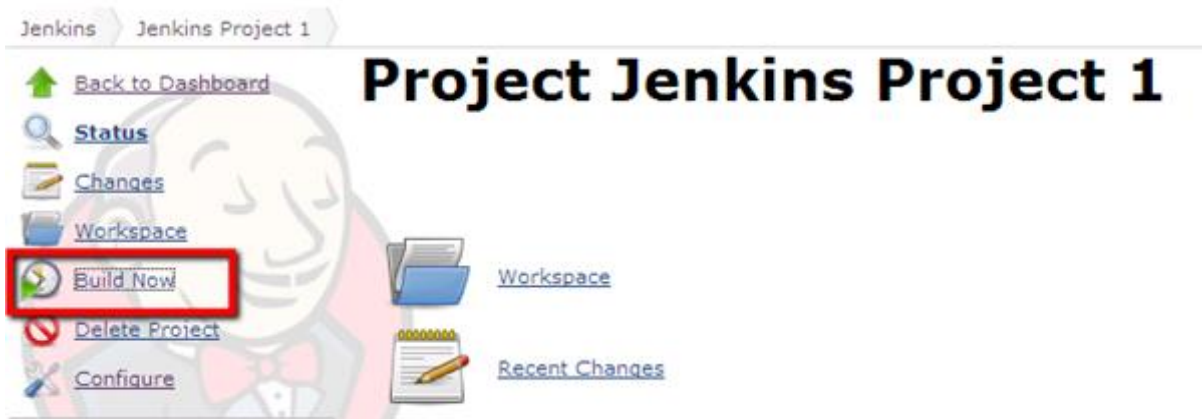 Jenkins Jenkins Project 1
Back to Dashboard
Status
Changes
Workspace
Build Now
Delete Project
Configure
Project Jenkins Project 1
Workspace
Recent Changes